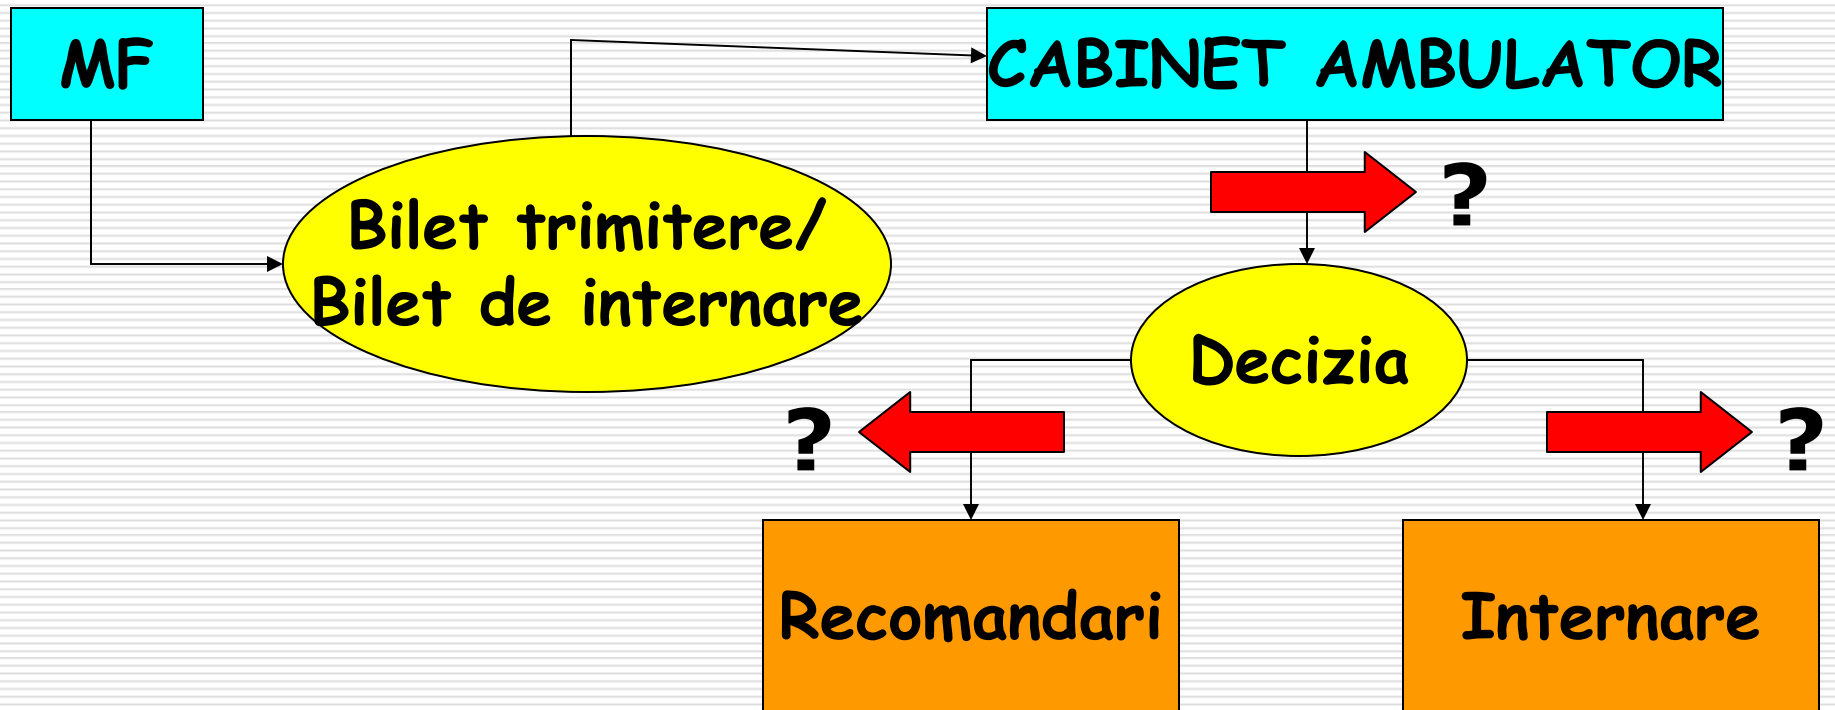 MF
CABINET AMBULATOR
Bilet trimitere/
Bilet de internare
?
Decizia
?
?
Recomandari
Internare